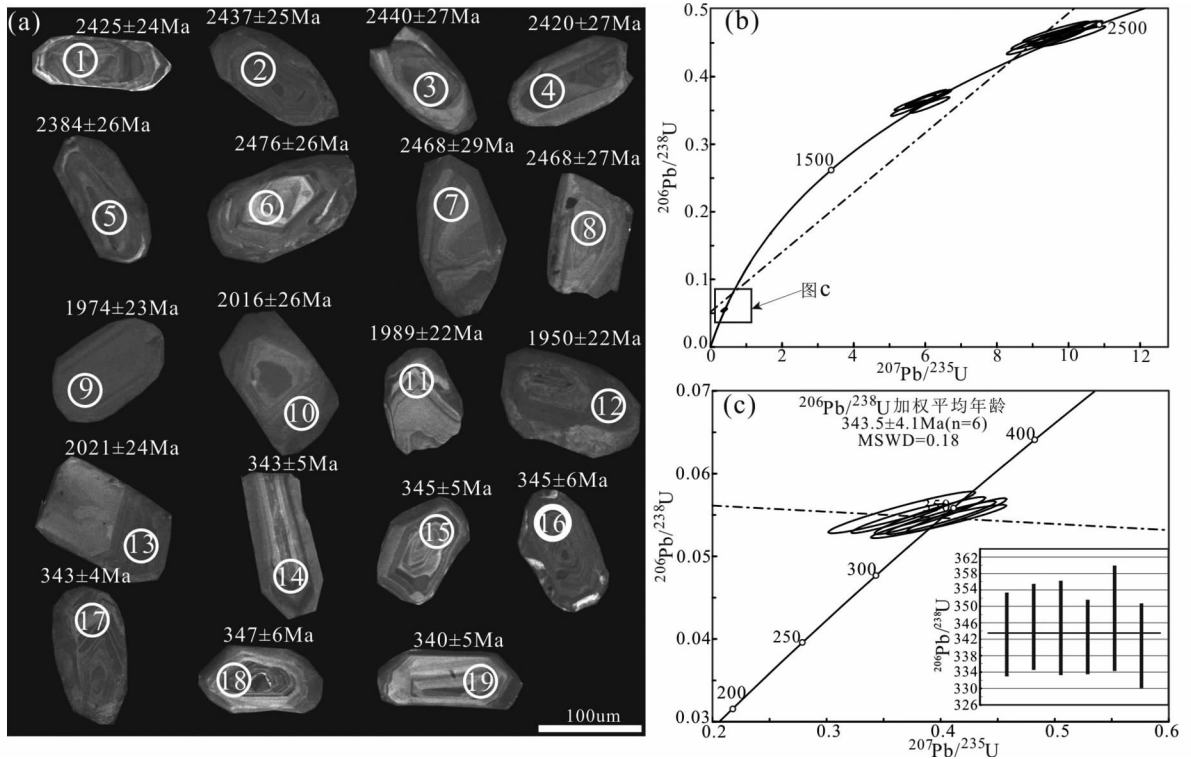 (a)
2425±24Ma
2437±25Ma
2440±27Ma
2420±27Ma
1
2
3
4
2384±26Ma
2476±26Ma
2468±29Ma
2468±27Ma
5
6
7
8
1974±23Ma
2016±26Ma
1989±22Ma
1950±22Ma
9
10
11
12
2021±24Ma
343±5Ma
345±5Ma
345±6Ma
13
14
15
16
343±4Ma
347±6Ma
340±5Ma
17
18
19
100um
(b)
2500
1500
图c
0.5
0.4
0.3
0.2
0.1
0.0
0 2 4 6 8 10 12
206Pb/238U
207Pb/235U
(c)
206Pb/238U加权平均年龄
343.5±4.1Ma(n=6)
MSWD=0.18
400
350
300
250
200
0.07
0.06
0.05
0.04
0.03
0.2 0.3 0.4 0.5 0.6
206Pb/238U
207Pb/235U
362
358
354
350
346
342
338
334
330
326
206Pb/238U